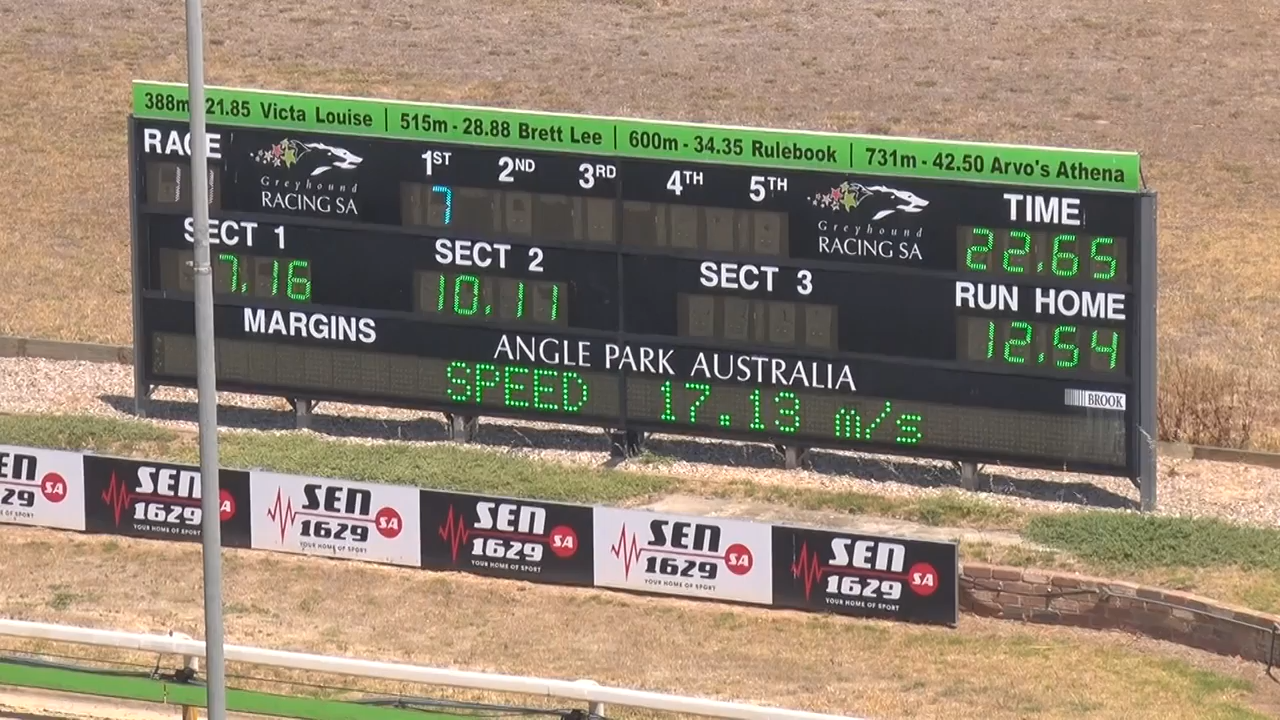 388m 21.85 Victa Louise | 515m - 28.88 Brett Lee | 600m - 34.35 Rulebook | 731m - 42.50 Arvo's Athena
RACE
Greyhound
RACING SA
1ST 2ND 3RD 4TH 5TH
7
Greyhound
RACING SA
TIME
22.65
SECT 1
7.16
SECT 2
10.11
SECT 3
RUN HOME
12.54
MARGINS
ANGLE PARK AUSTRALIA
SPEED 17.13 m/s
BROOK
EN SA
29
OF SPORT
SEN SA
1629
YOUR HOME OF SPORT
SEN SA
1629
YOUR HOME OF SPORT
SEN SA
1629
YOUR HOME OF SPORT
SEN SA
1629
YOUR HOME OF SPORT
SEN SA
1629
YOUR HOME OF SPORT